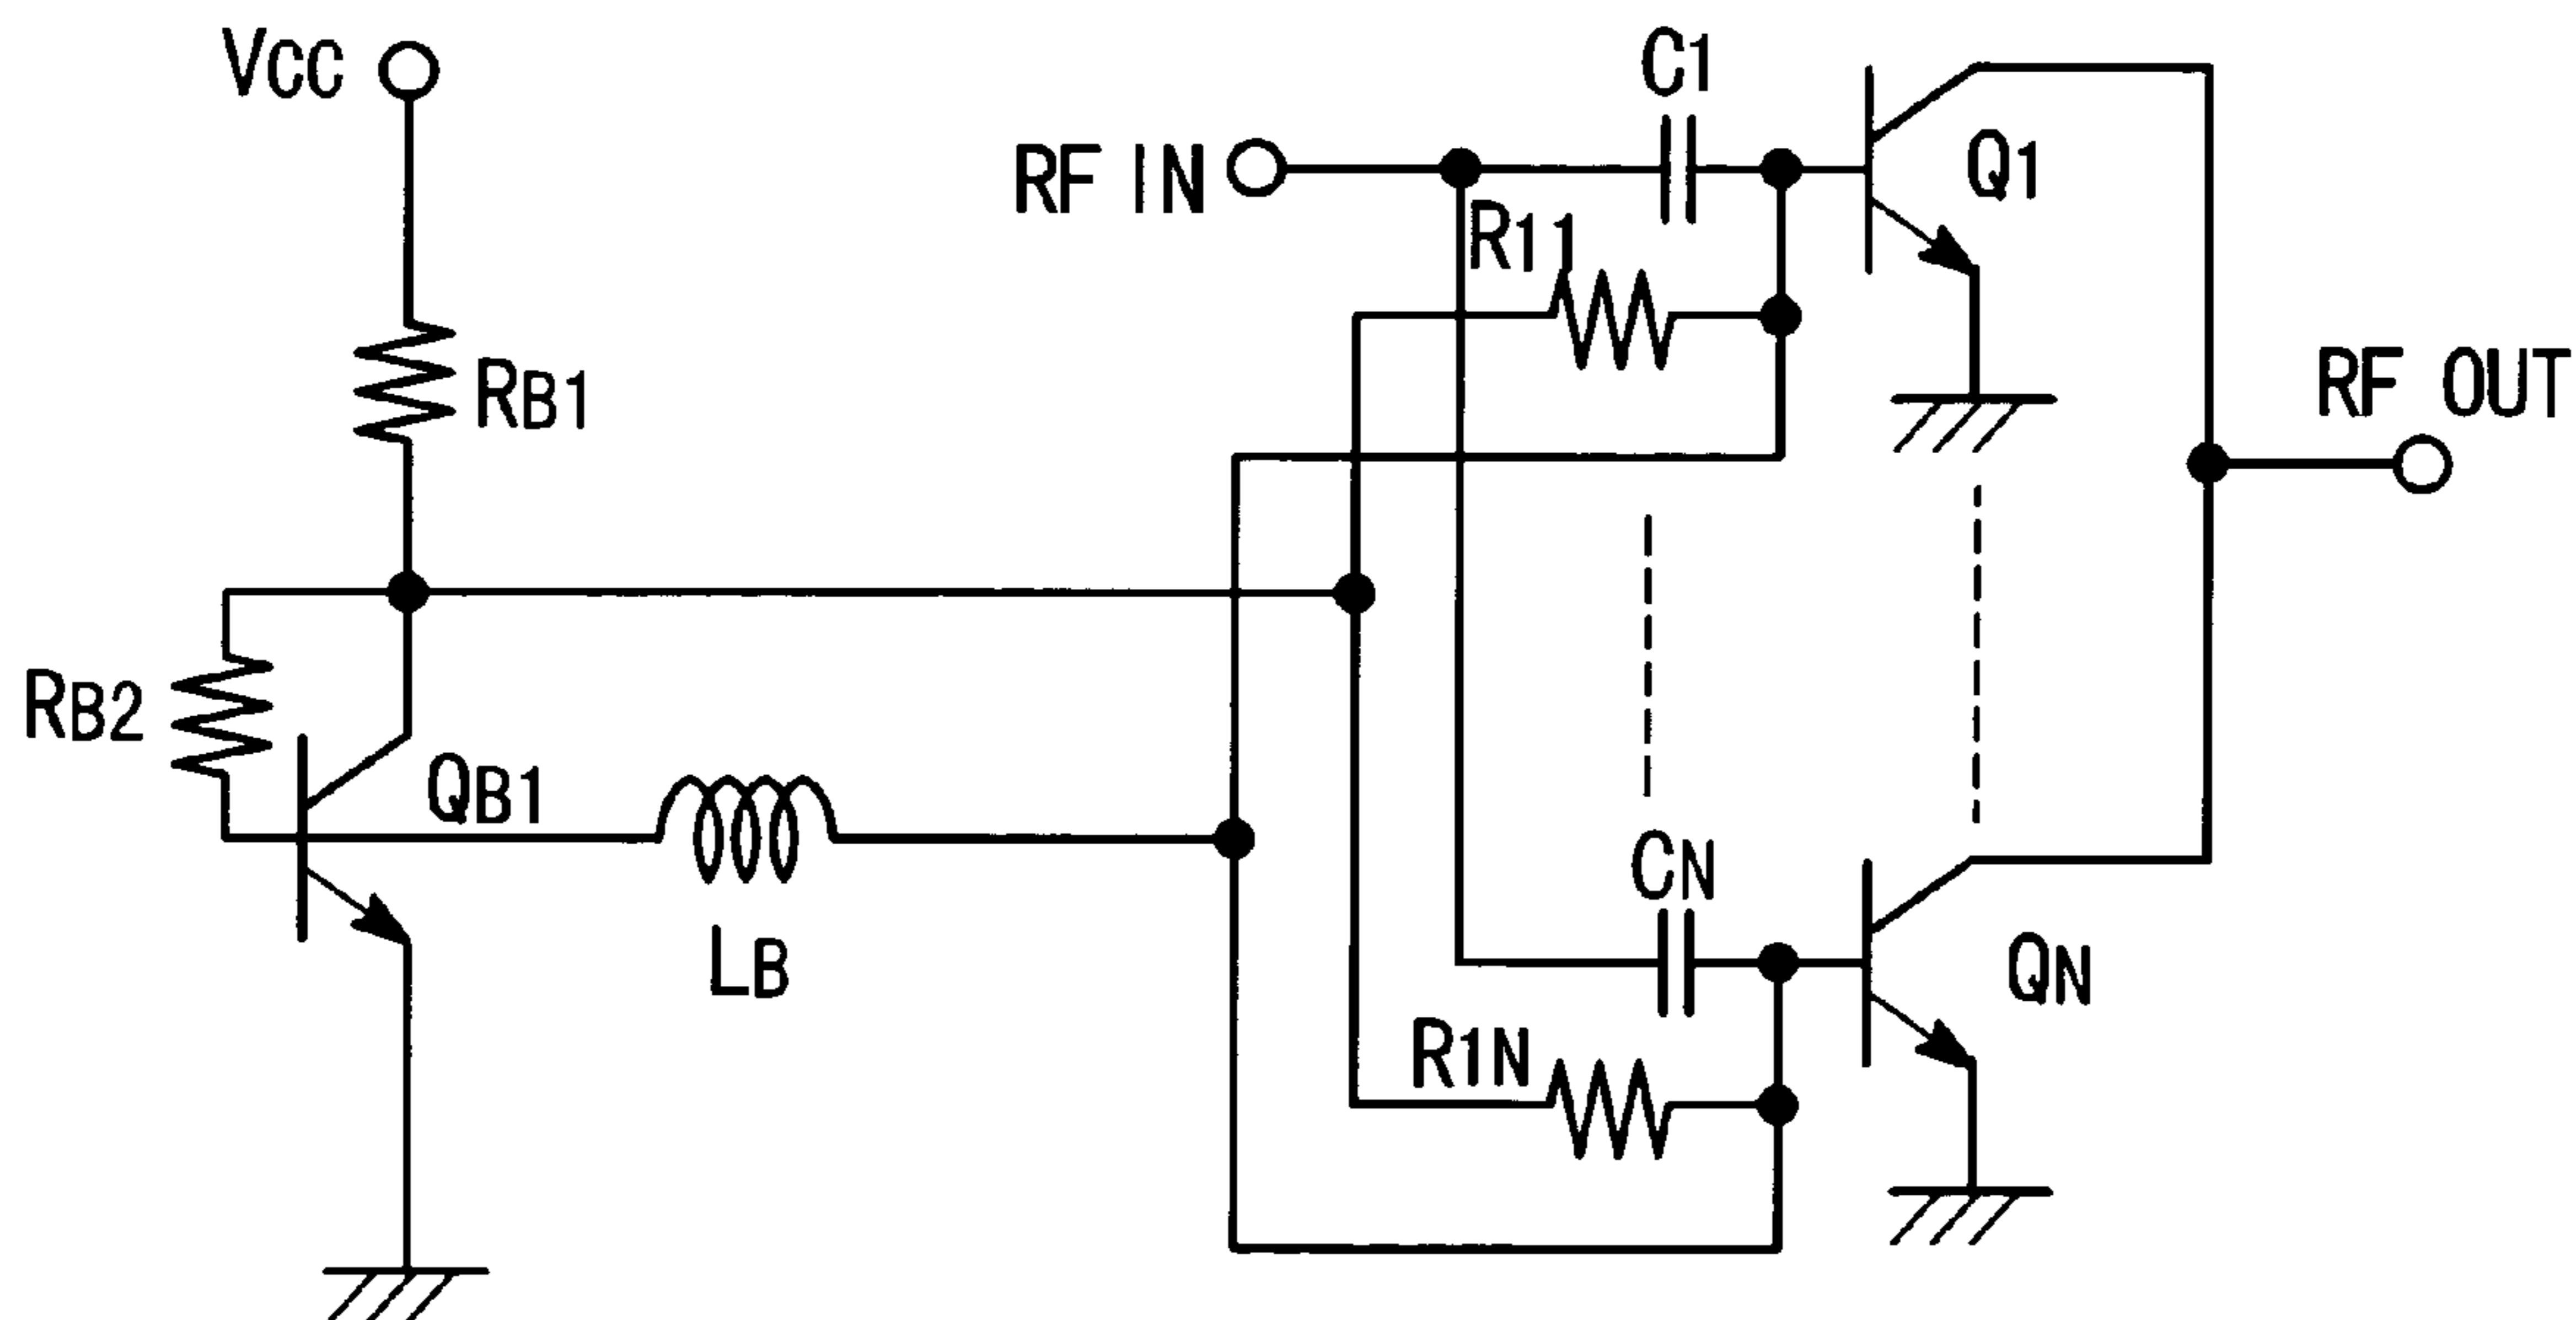 VCC
C1
RF IN
Q1
R11
RB1
RF OUT
RB2
QB1
CN
LB
QN
R1N